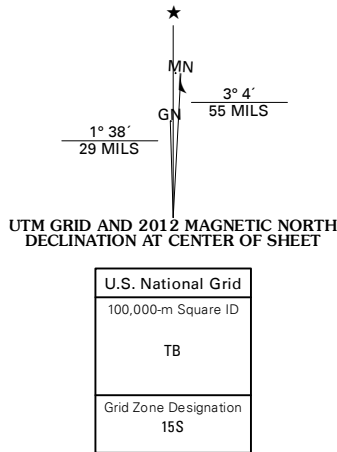 ★
MN
3° 4´
55 MILS
GN
1° 38´
29 MILS
UTM GRID AND 2012 MAGNETIC NORTH
DECLINATION AT CENTER OF SHEET
U.S. National Grid
100,000-m Square ID
TB
Grid Zone Designation
15S